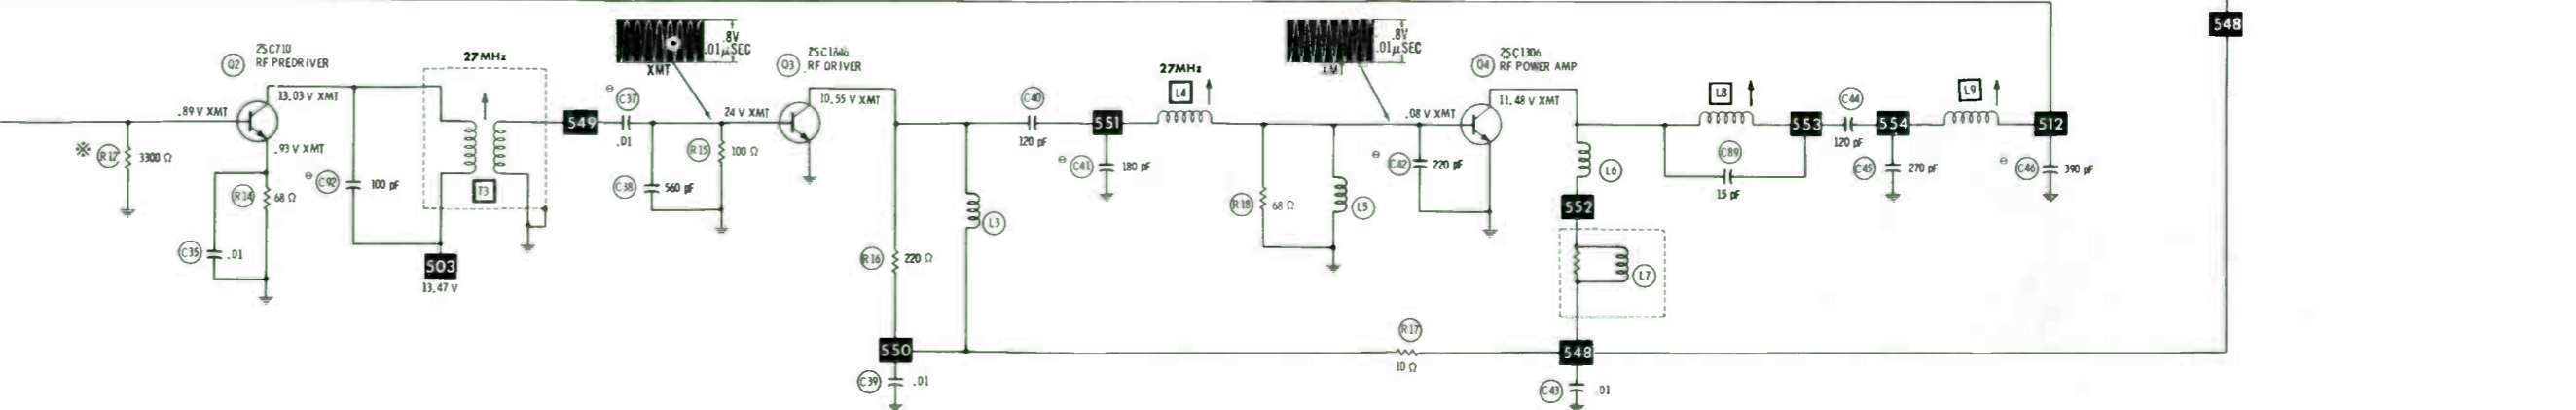 Q2
2SC710
RF PREDRIVER
13.03 V XMT
.89 V XMT
.93 V XMT
※ R12 3300 Ω
R14 68 Ω
C35 .01
⊖ C92 100 pF
27MHz
T3
503
13.47 V
549
⊖ C37
.01
.8V
.01µSEC
XMT
C38 560 pF
R15 100 Ω
24 V XMT
Q3
2SC1846
RF DRIVER
10.55 V XMT
R16 220 Ω
L3
550
C39 .01
C40
120 pF
551
⊖ C41 180 pF
27MHz
L4
R18 68 Ω
L5
.8V
.01µSEC
.08 V XMT
⊖ C42 220 pF
Q4
2SC1306
RF POWER AMP
11.48 V XMT
L6
552
L7
R17
10 Ω
548
C43 .01
L8
C89
15 pF
553
C44
120 pF
554
C45 270 pF
L9
512
⊖ C46 390 pF
548